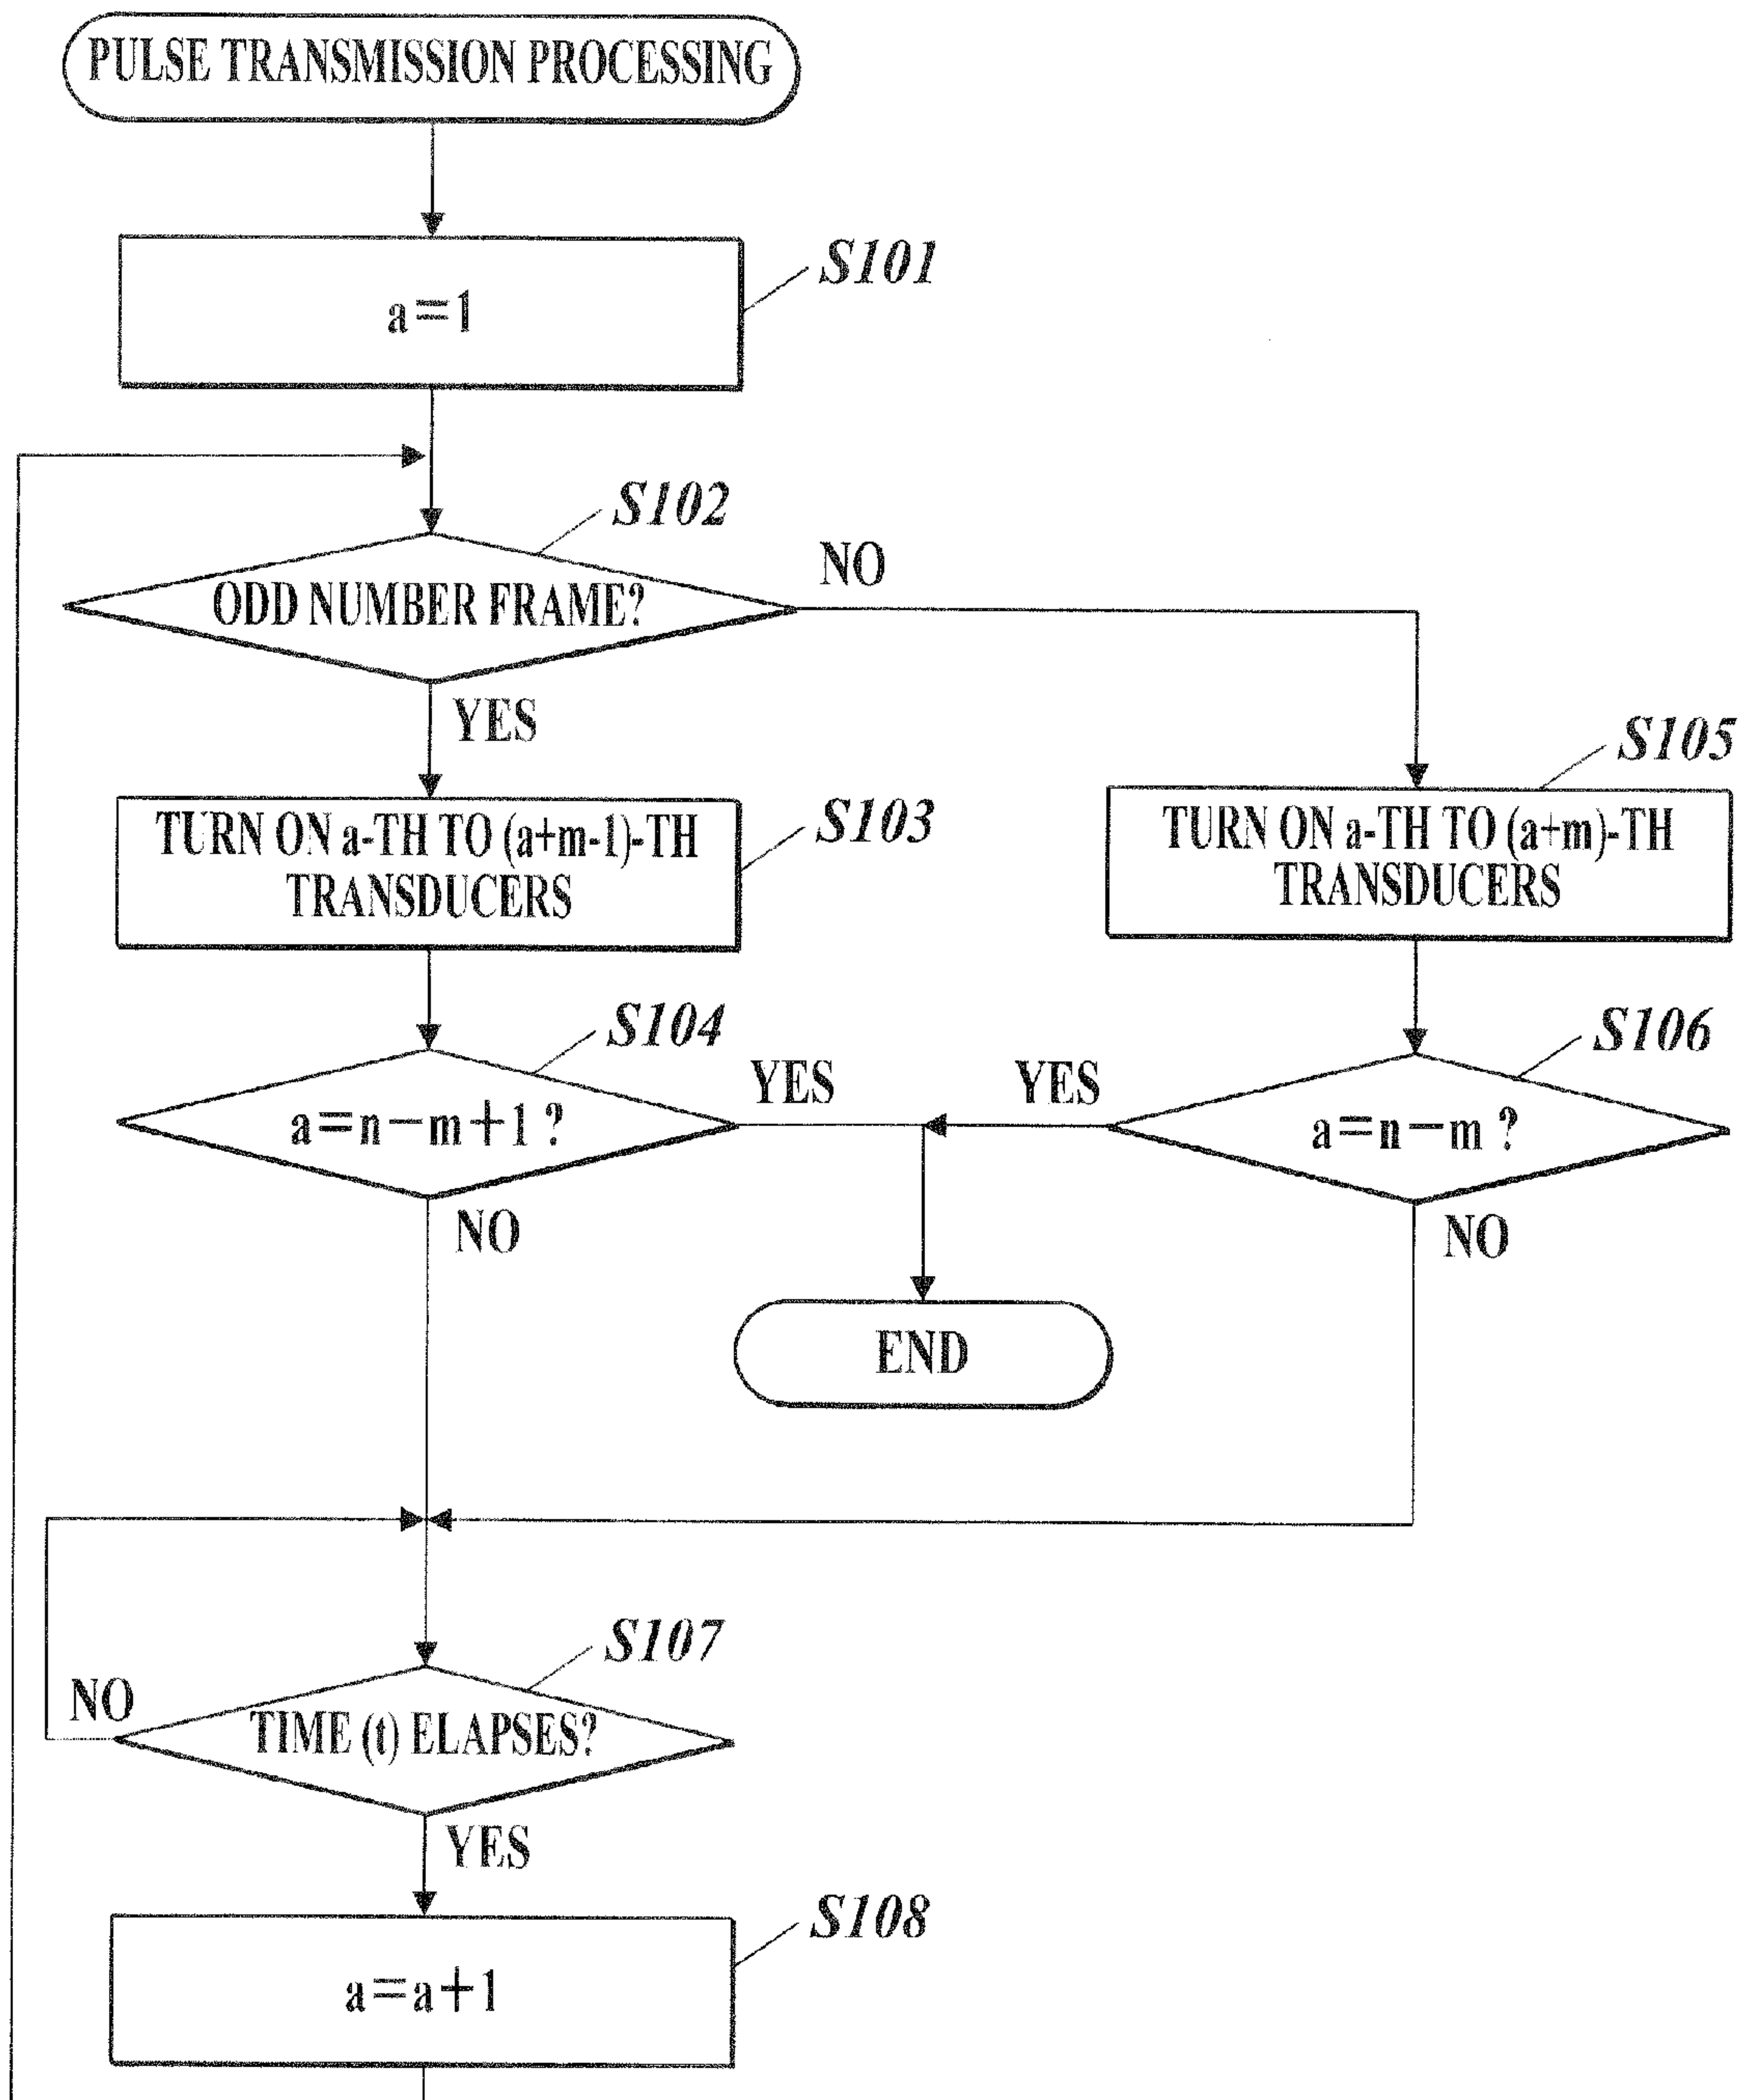 PULSE TRANSMISSION PROCESSING
S101
a=1
S102
ODD NUMBER FRAME?
NO
YES
S103
TURN ON a-TH TO (a+m-1)-TH
TRANSDUCERS
S105
TURN ON a-TH TO (a+m)-TH
TRANSDUCERS
S104
a=n−m+1 ?
YES
NO
S106
a=n−m ?
YES
NO
END
S107
TIME (t) ELAPSES?
NO
YES
S108
a=a+1